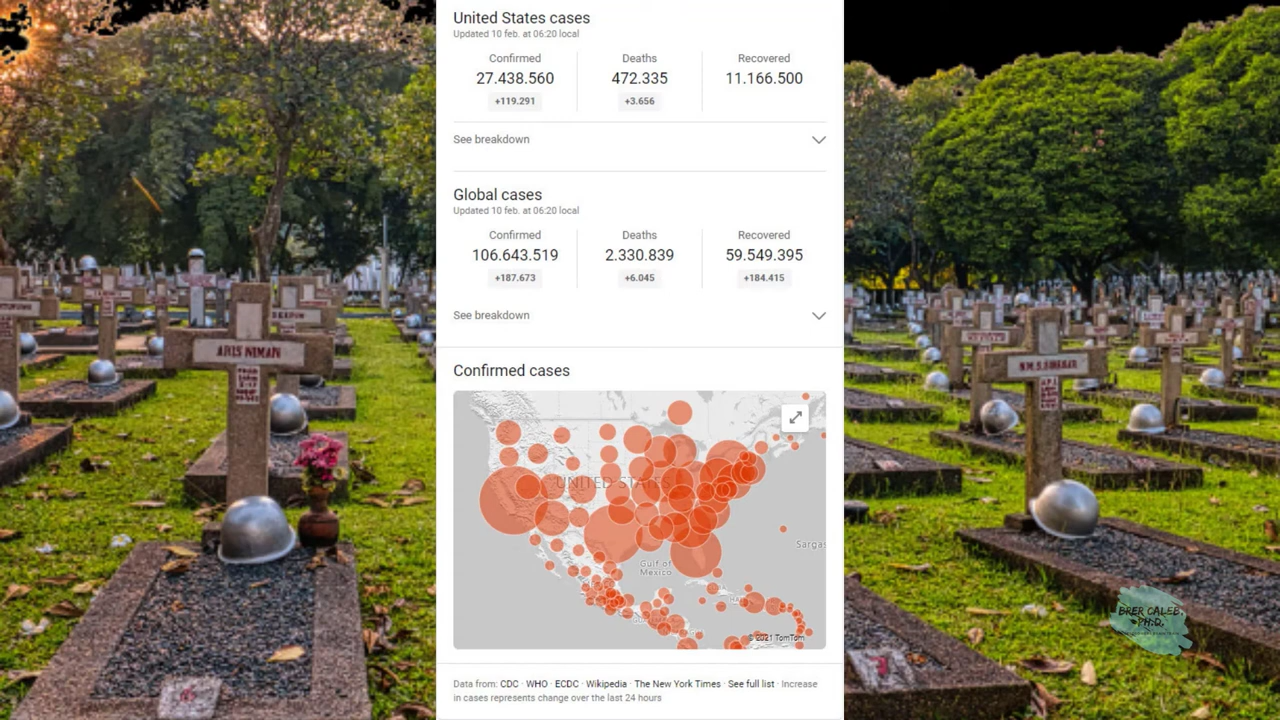 United States cases
Updated 10 feb. at 06:20 local
Confirmed Deaths Recovered
27.438.560 472.335 11.166.500
+119.291 +3.656
See breakdown
Global cases
Updated 10 feb. at 06:20 local
Confirmed Deaths Recovered
106.643.519 2.330.839 59.549.395
+187.673 +6.045 +184.415
See breakdown
Confirmed cases
UNITED STATES
Sargas
Gulf of
Mexico
HA
© 2021 TomTom
Data from: CDC · WHO · ECDC · Wikipedia · The New York Times · See full list · Increase
in cases represents change over the last 24 hours
BRER CALEB,
PH.D.